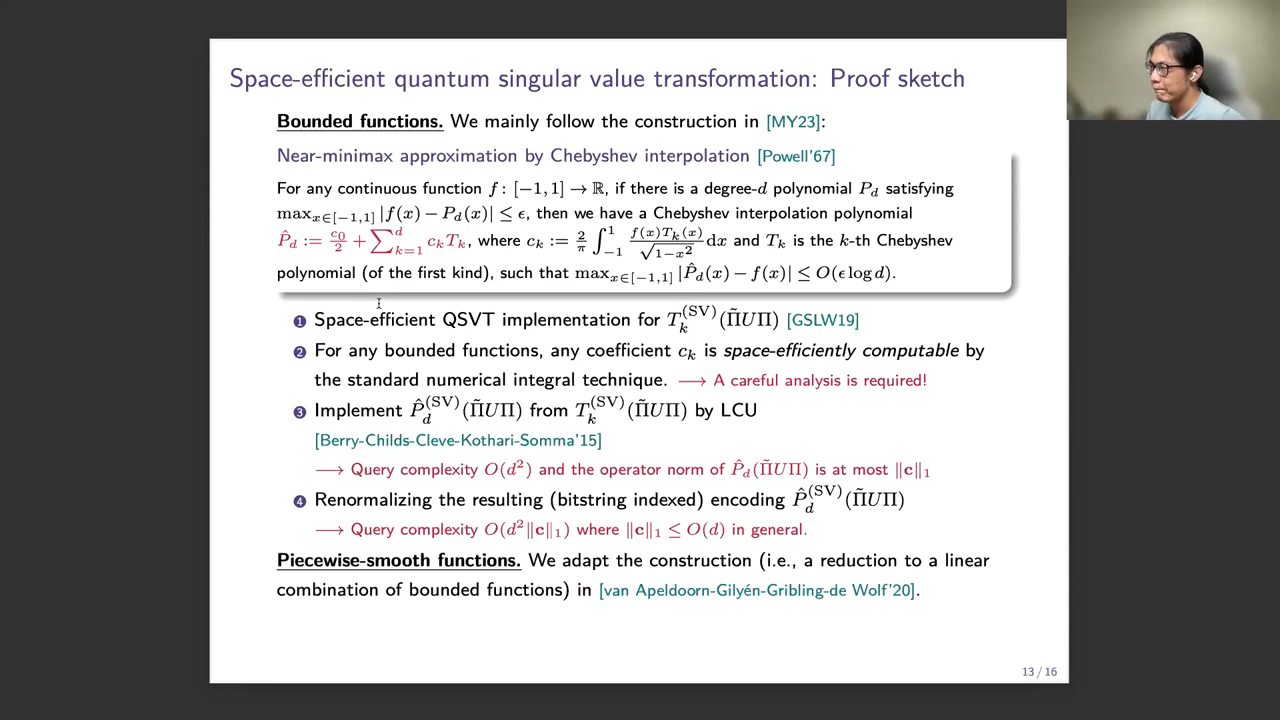 Space-efficient quantum singular value transformation: Proof sketch
Bounded functions. We mainly follow the construction in [MY23]:
Near-minimax approximation by Chebyshev interpolation [Powell'67]
For any continuous function f: [−1, 1] → ℝ, if there is a degree-d polynomial P_d satisfying
max_{x∈[−1,1]} |f(x) − P_d(x)| ≤ ϵ, then we have a Chebyshev interpolation polynomial
P̂_d := c_0/2 + ∑_{k=1}^{d} c_k T_k, where c_k := 2/π ∫_{−1}^{1} f(x)T_k(x)/√(1−x²) dx and T_k is the k-th Chebyshev
polynomial (of the first kind), such that max_{x∈[−1,1]} |P̂_d(x) − f(x)| ≤ O(ϵ log d).
1 Space-efficient QSVT implementation for T_k^{(SV)}(Π̃UΠ) [GSLW19]
2 For any bounded functions, any coefficient c_k is space-efficiently computable by
the standard numerical integral technique. ⟶ A careful analysis is required!
3 Implement P̂_d^{(SV)}(Π̃UΠ) from T_k^{(SV)}(Π̃UΠ) by LCU
[Berry-Childs-Cleve-Kothari-Somma'15]
⟶ Query complexity O(d²) and the operator norm of P̂_d(Π̃UΠ) is at most ‖c‖₁
4 Renormalizing the resulting (bitstring indexed) encoding P̂_d^{(SV)}(Π̃UΠ)
⟶ Query complexity O(d²‖c‖₁) where ‖c‖₁ ≤ O(d) in general.
Piecewise-smooth functions. We adapt the construction (i.e., a reduction to a linear
combination of bounded functions) in [van Apeldoorn-Gilyén-Gribling-de Wolf'20].
13 / 16